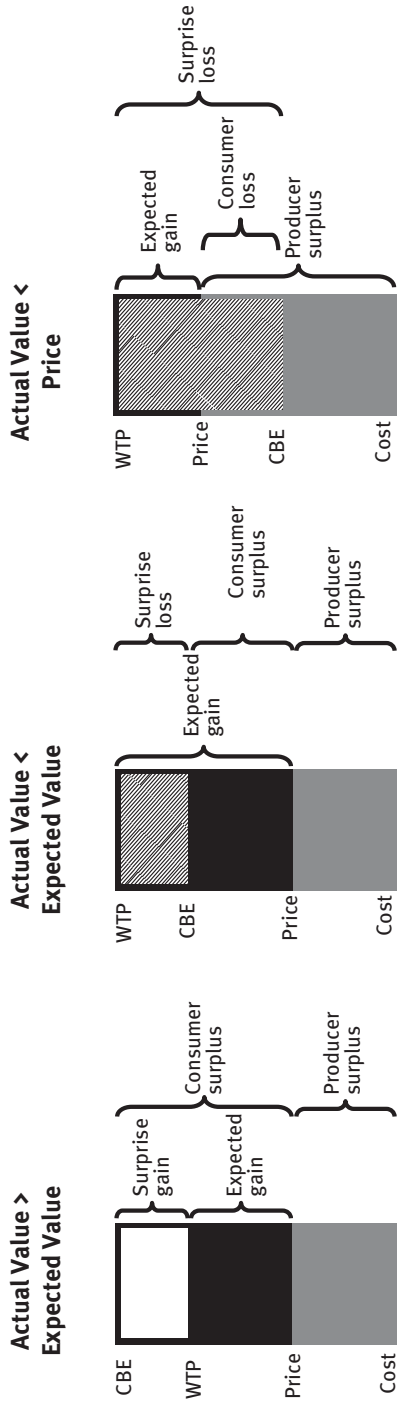 Actual Value >
Expected Value
CBE
WTP
Price
Cost
Surprise
gain
Expected
gain
Consumer
surplus
Producer
surplus
Actual Value <
Expected Value
WTP
CBE
Price
Cost
Expected
gain
Surprise
loss
Consumer
surplus
Producer
surplus
Actual Value <
Price
WTP
Price
CBE
Cost
Expected
gain
Consumer
loss
Producer
surplus
Surprise
loss